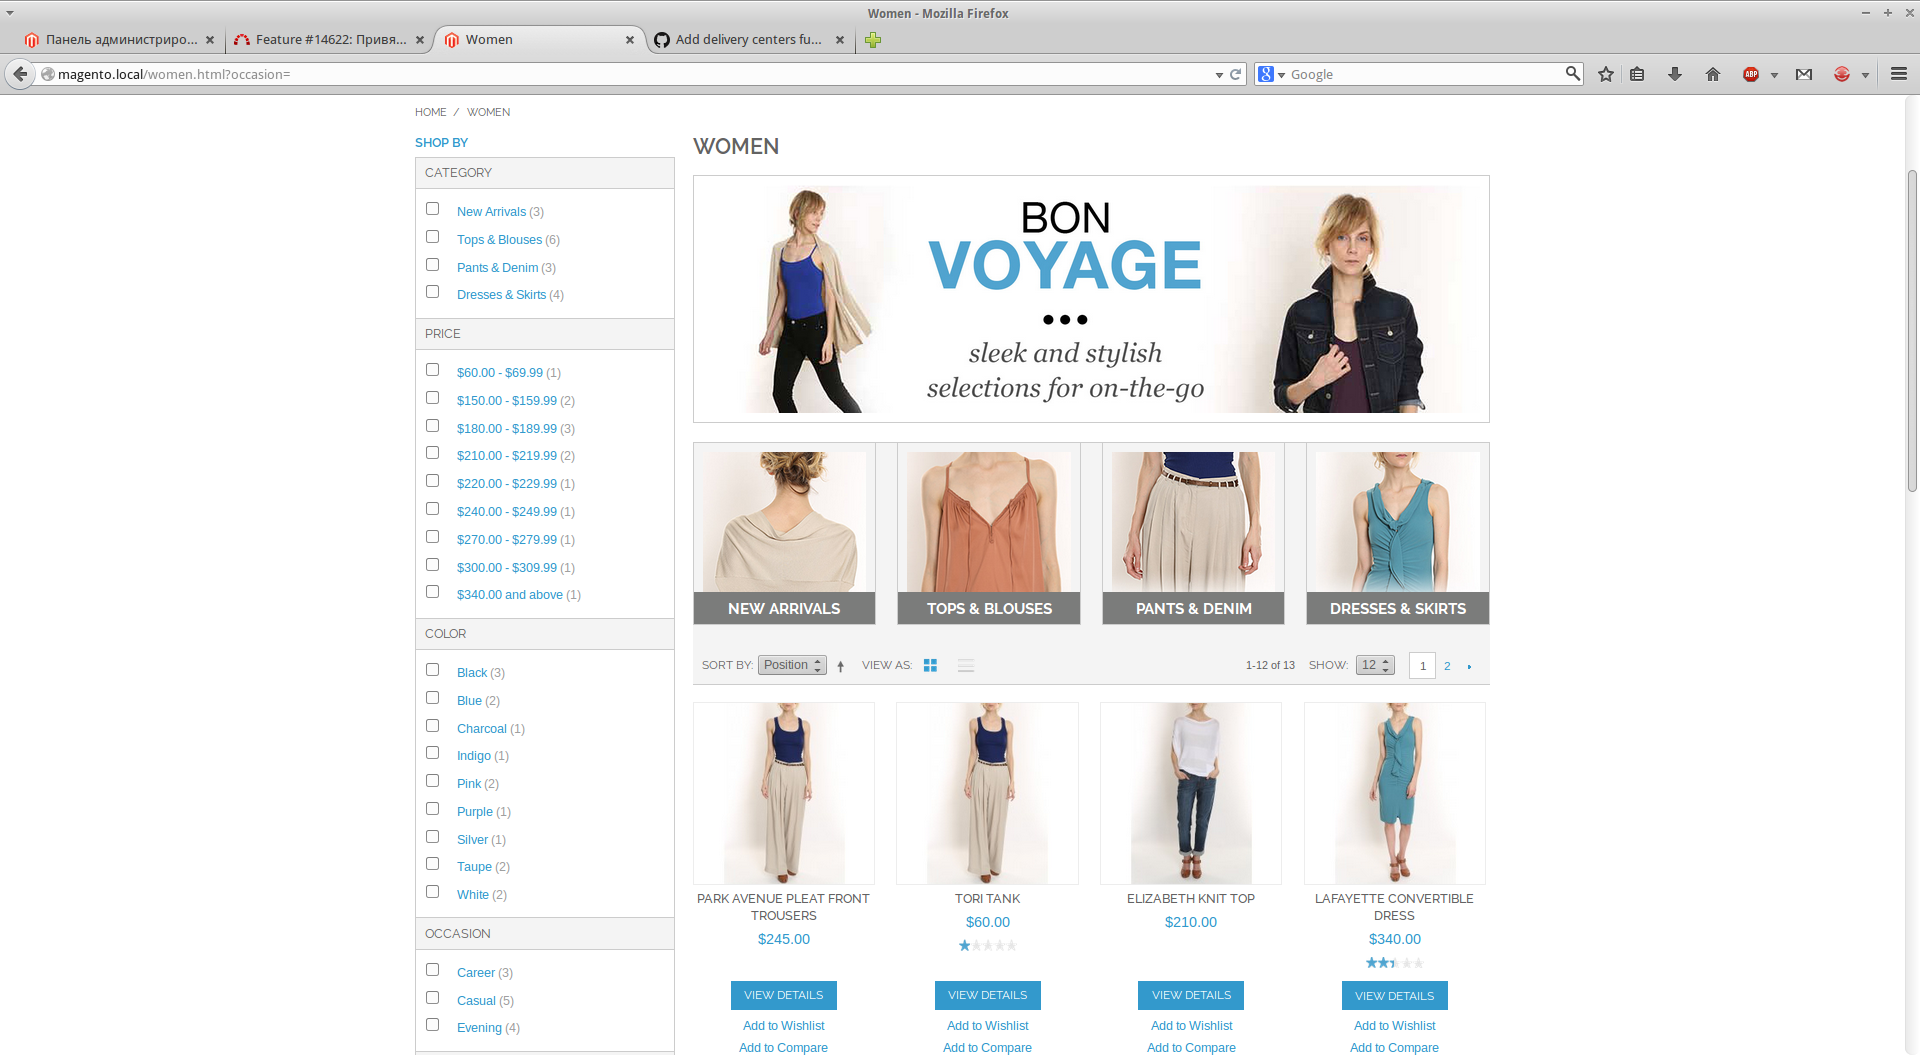 Women - Mozilla Firefox
Панель администриро...
Feature #14622: Привя...
Women
Add delivery centers fu...
magento.local/women.html?occasion=
Google
ABP
HOME / WOMEN
SHOP BY
CATEGORY
New Arrivals (3)
Tops & Blouses (6)
Pants & Denim (3)
Dresses & Skirts (4)
PRICE
$60.00 - $69.99 (1)
$150.00 - $159.99 (2)
$180.00 - $189.99 (3)
$210.00 - $219.99 (2)
$220.00 - $229.99 (1)
$240.00 - $249.99 (1)
$270.00 - $279.99 (1)
$300.00 - $309.99 (1)
$340.00 and above (1)
COLOR
Black (3)
Blue (2)
Charcoal (1)
Indigo (1)
Pink (2)
Purple (1)
Silver (1)
Taupe (2)
White (2)
OCCASION
Career (3)
Casual (5)
Evening (4)
WOMEN
BON
VOYAGE
sleek and stylish
selections for on-the-go
NEW ARRIVALS
TOPS & BLOUSES
PANTS & DENIM
DRESSES & SKIRTS
SORT BY: Position VIEW AS: 1-12 of 13 SHOW: 12 1 2
PARK AVENUE PLEAT FRONT
TROUSERS
$245.00
VIEW DETAILS
Add to Wishlist
Add to Compare
TORI TANK
$60.00
VIEW DETAILS
Add to Wishlist
Add to Compare
ELIZABETH KNIT TOP
$210.00
VIEW DETAILS
Add to Wishlist
Add to Compare
LAFAYETTE CONVERTIBLE
DRESS
$340.00
VIEW DETAILS
Add to Wishlist
Add to Compare